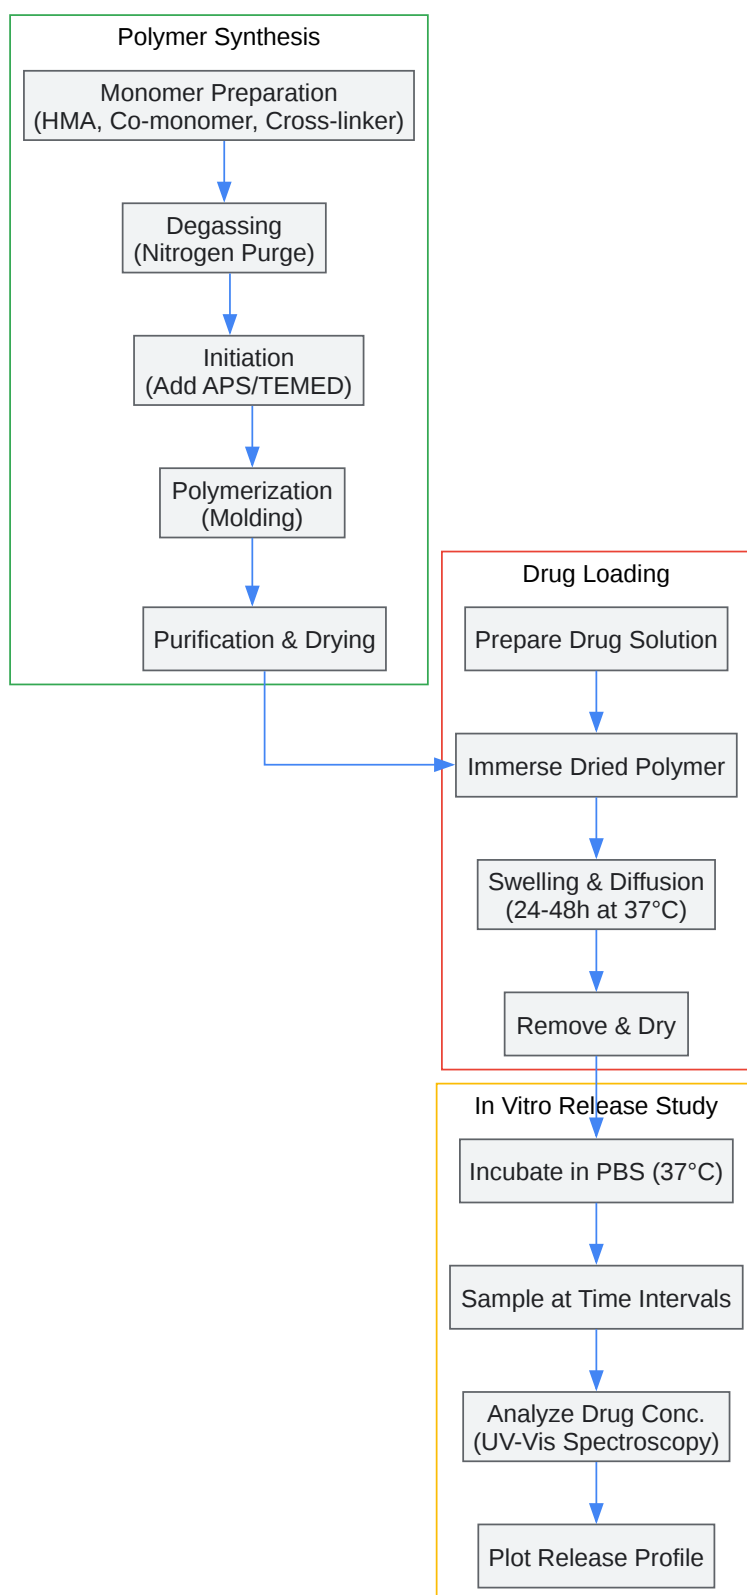 Polymer Synthesis
Monomer Preparation
(HMA, Co-monomer, Cross-linker)
Degassing
(Nitrogen Purge)
Initiation
(Add APS/TEMED)
Polymerization
(Molding)
Purification & Drying
Drug Loading
Prepare Drug Solution
Immerse Dried Polymer
Swelling & Diffusion
(24-48h at 37°C)
Remove & Dry
In Vitro Release Study
Incubate in PBS (37°C)
Sample at Time Intervals
Analyze Drug Conc.
(UV-Vis Spectroscopy)
Plot Release Profile